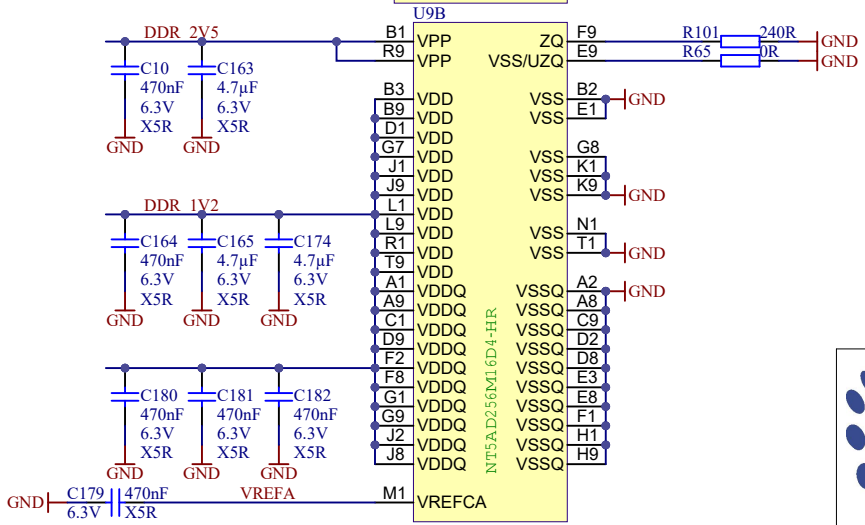 U9B
DDR_2V5 B1 VPP ZQ F9 R101 240R GND
R9 VPP VSS/UZQ E9 R65 0R GND
C10 C163
470nF 4.7µF
6.3V 6.3V
X5R X5R
GND GND
B3 VDD VSS B2 GND
B9 VDD VSS E1
D1 VDD
G7 VDD VSS G8
J1 VDD VSS K1
J9 VDD VSS K9 GND
DDR_1V2 L1 VDD
L9 VDD VSS N1
R1 VDD VSS T1 GND
T9 VDD
C164 C165 C174
470nF 4.7µF 4.7µF
6.3V 6.3V 6.3V
X5R X5R X5R
GND GND GND
A1 VDDQ VSSQ A2 GND
A9 VDDQ VSSQ A8
C1 VDDQ VSSQ C9
D9 VDDQ VSSQ D2
F2 VDDQ VSSQ D8
F8 VDDQ VSSQ E3
G1 VDDQ VSSQ E8
G9 VDDQ VSSQ F1
J2 VDDQ VSSQ H1
J8 VDDQ VSSQ H9
NT5AD256M16D4-HR
C180 C181 C182
470nF 470nF 470nF
6.3V 6.3V 6.3V
X5R X5R X5R
GND GND GND
GND C179 470nF VREFA M1 VREFCA
6.3V X5R